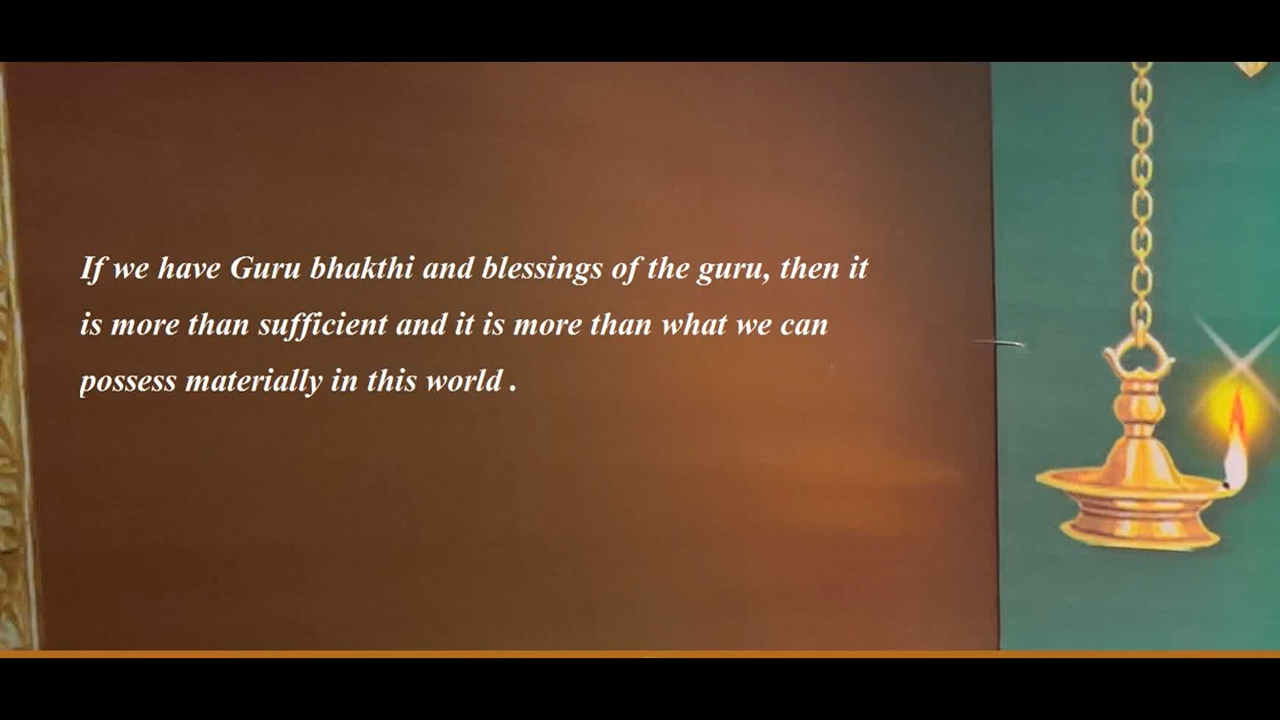 If we have Guru bhakthi and blessings of the guru, then it
is more than sufficient and it is more than what we can
possess materially in this world .